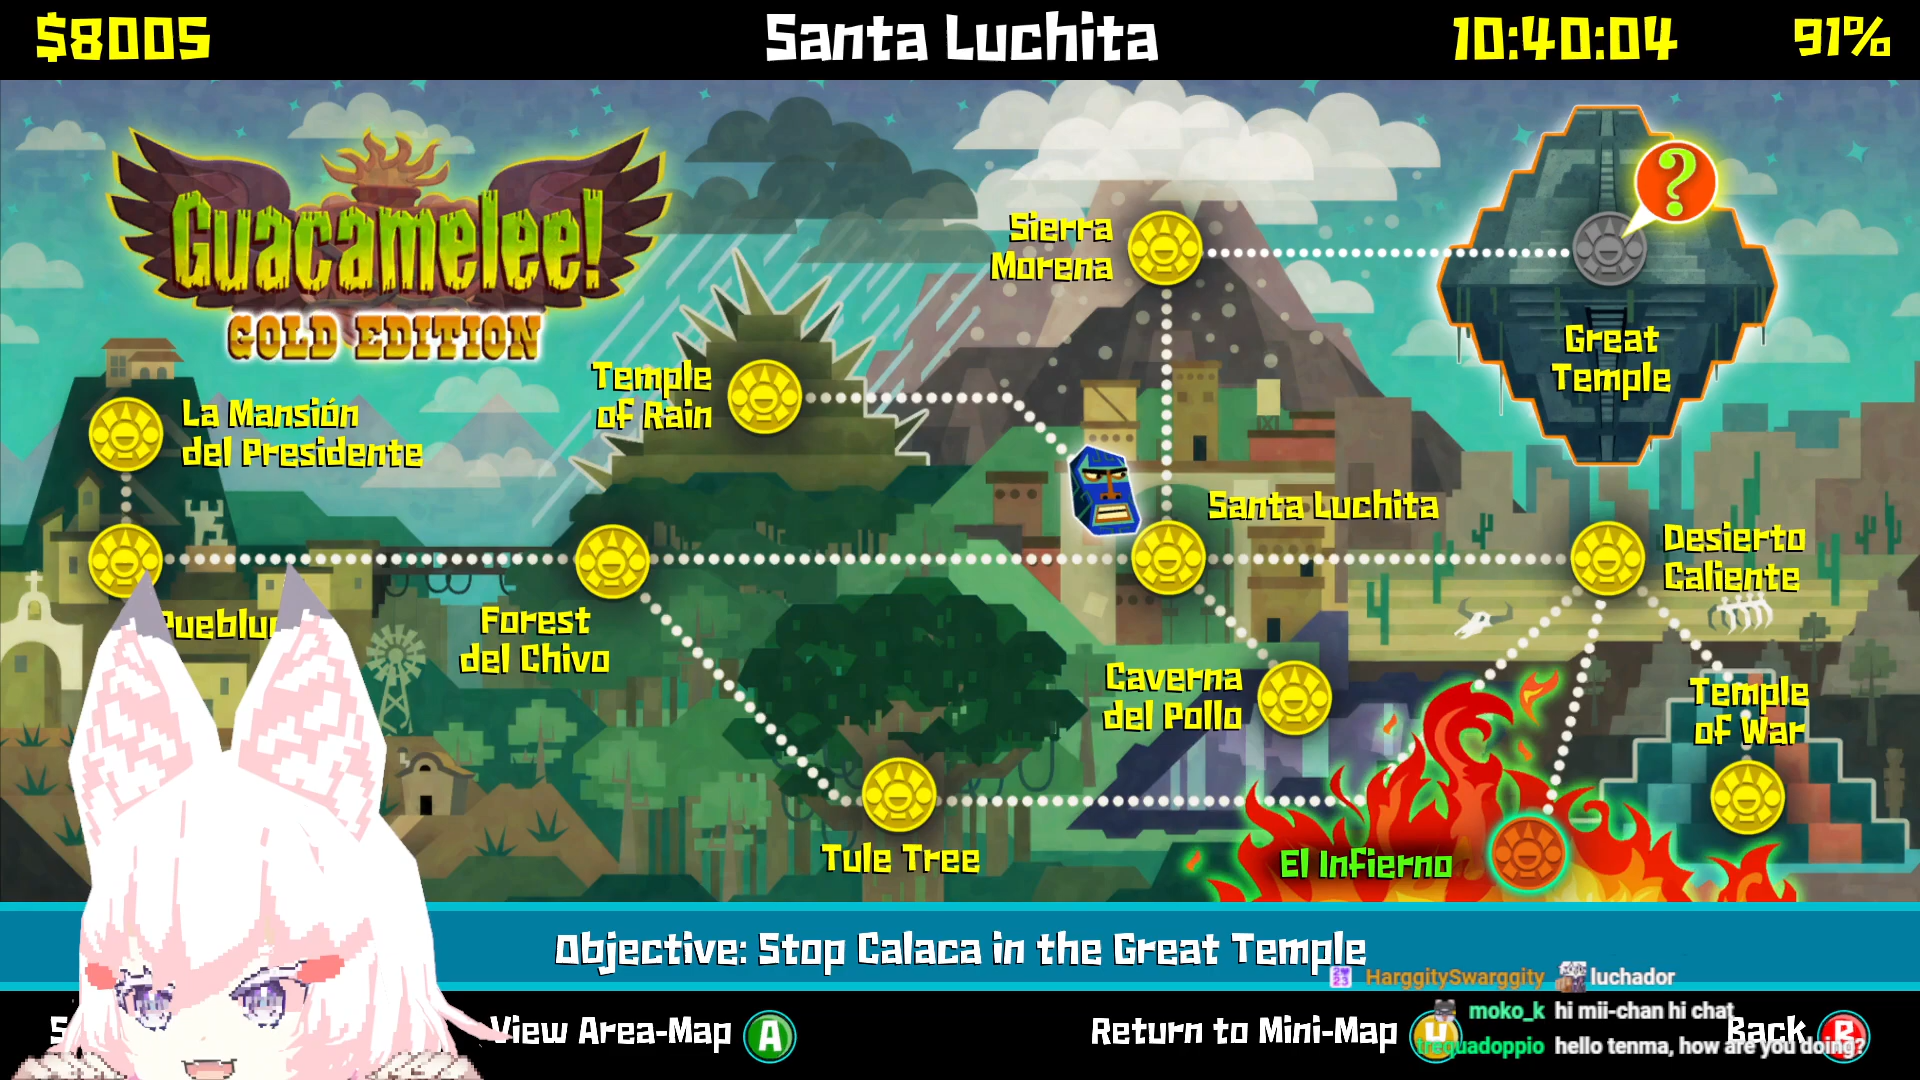 $8005
Santa Luchita
10:40:04
91%
Guacamelee!
GOLD EDITION
Sierra
Morena
?
Great
Temple
Temple
of Rain
La Mansión
del Presidente
Santa Luchita
Desierto
Caliente
Forest
del Chivo
Caverna
del Pollo
Temple
of War
Tule Tree
El Infierno
Objective: Stop Calaca in the Great Temple
HarggitySwarggity luchador
moko_k hi mii-chan hi chat
trequadoppio hello tenma, how are you doing?
View Area-Map A
Return to Mini-Map
Back